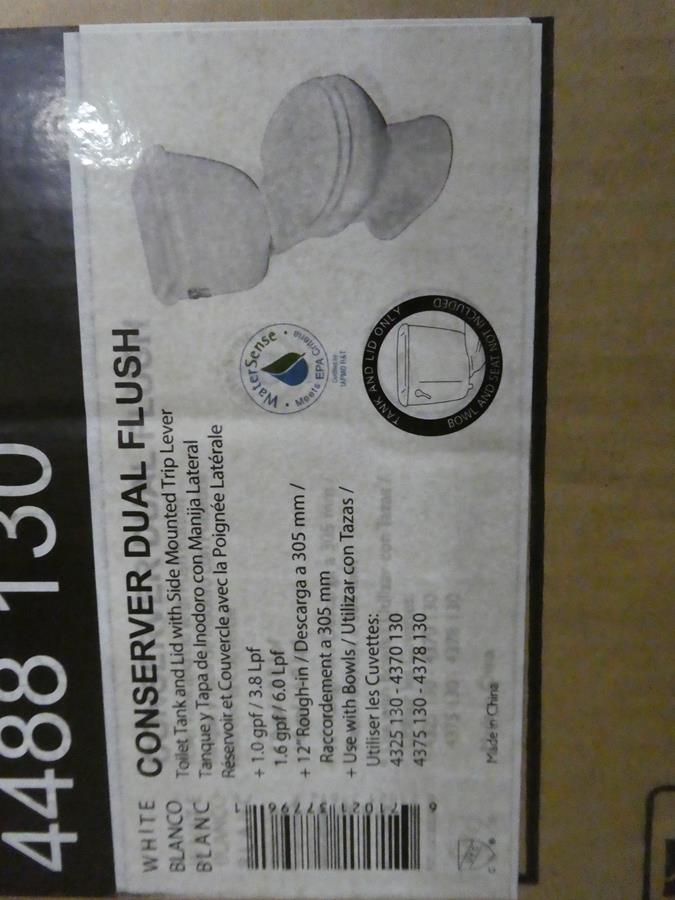 4488 130
WHITE
BLANCO
BLANC
CONSERVER DUAL FLUSH
Toilet Tank and Lid with Side Mounted Trip Lever
Tanque y Tapa de Inodoro con Manija Lateral
Réservoir et Couvercle avec la Poignée Latérale
+ 1.0 gpf / 3.8 Lpf
1.6 gpf / 6.0 Lpf
+ 12" Rough-in / Descarga a 305 mm /
Raccordement a 305 mm
+ Use with Bowls / Utilizar con Tazas /
Utiliser les Cuvettes:
4325 130 - 4370 130
4375 130 - 4378 130
Made in China
WaterSense
Meets EPA Criteria
Certified by
IAPMO R&T
TANK AND LID ONLY
BOWL AND SEAT NOT INCLUDED